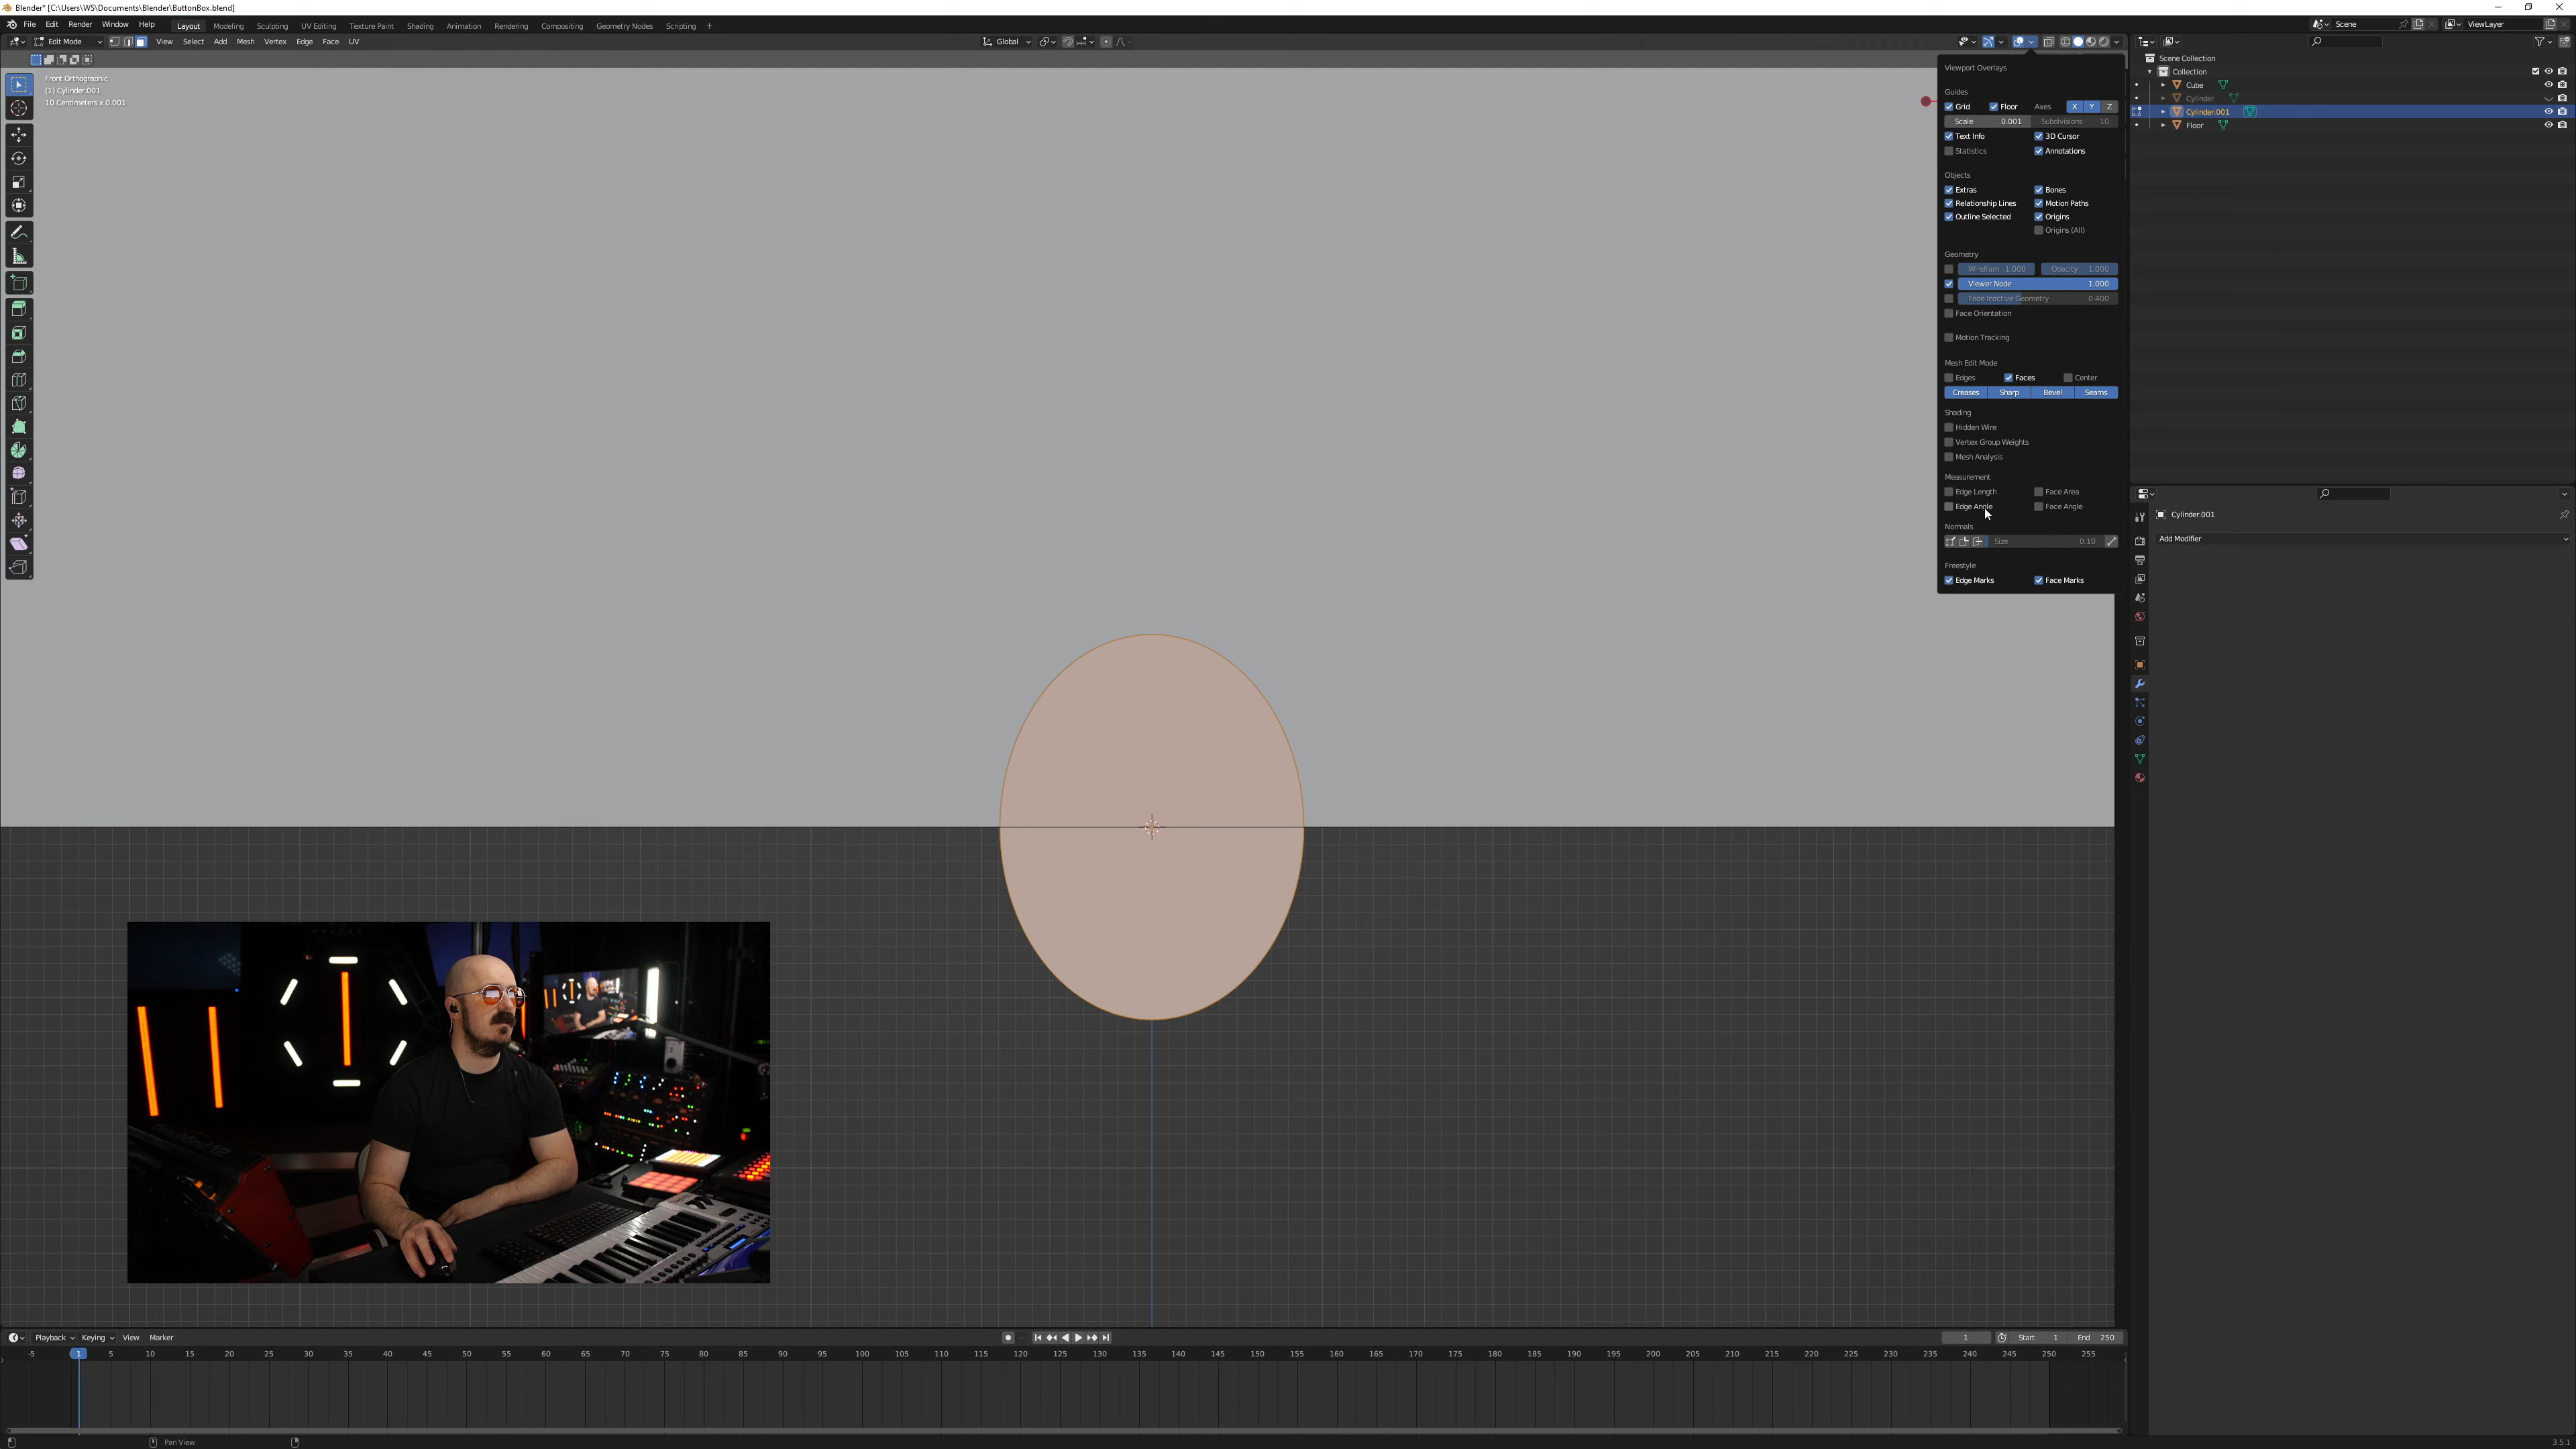 Blender* [C:\Users\WS\Documents\Blender\ButtonBox.blend]
File Edit Render Window Help Layout Modeling Sculpting UV Editing Texture Paint Shading Animation Rendering Compositing Geometry Nodes Scripting + Scene ViewLayer
Edit Mode View Select Add Mesh Vertex Edge Face UV Global
Front Orthographic
(1) Cylinder.001
10 Centimeters x 0.001
Viewport Overlays
Guides
Grid Floor Axes X Y Z
Scale 0.001 Subdivisions 10
Text Info 3D Cursor
Statistics Annotations
Objects
Extras Bones
Relationship Lines Motion Paths
Outline Selected Origins
Origins (All)
Geometry
Wirefram 1.000 Opacity 1.000
Viewer Node 1.000
Fade Inactive Geometry 0.400
Face Orientation
Motion Tracking
Mesh Edit Mode
Edges Faces Center
Creases Sharp Bevel Seams
Shading
Hidden Wire
Vertex Group Weights
Mesh Analysis
Measurement
Edge Length Face Area
Edge Angle Face Angle
Normals
Size 0.10
Freestyle
Edge Marks Face Marks
Scene Collection
Collection
Cube
Cylinder
Cylinder.001
Floor
Cylinder.001
Add Modifier
Playback Keying View Marker 1 Start 1 End 250
-5 1 5 10 15 20 25 30 35 40 45 50 55 60 65 70 75 80 85 90 95 100 105 110 115 120 125 130 135 140 145 150 155 160 165 170 175 180 185 190 195 200 205 210 215 220 225 230 235 240 245 250 255
Pan View
3.5.1